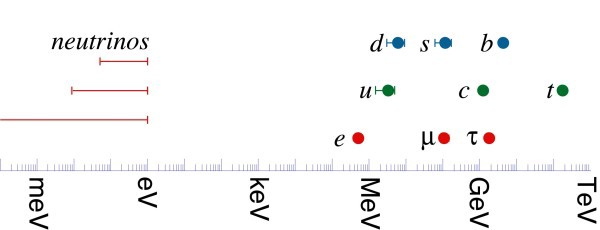 neutrinos d s b
u c t
e μ τ
meV eV keV MeV GeV TeV